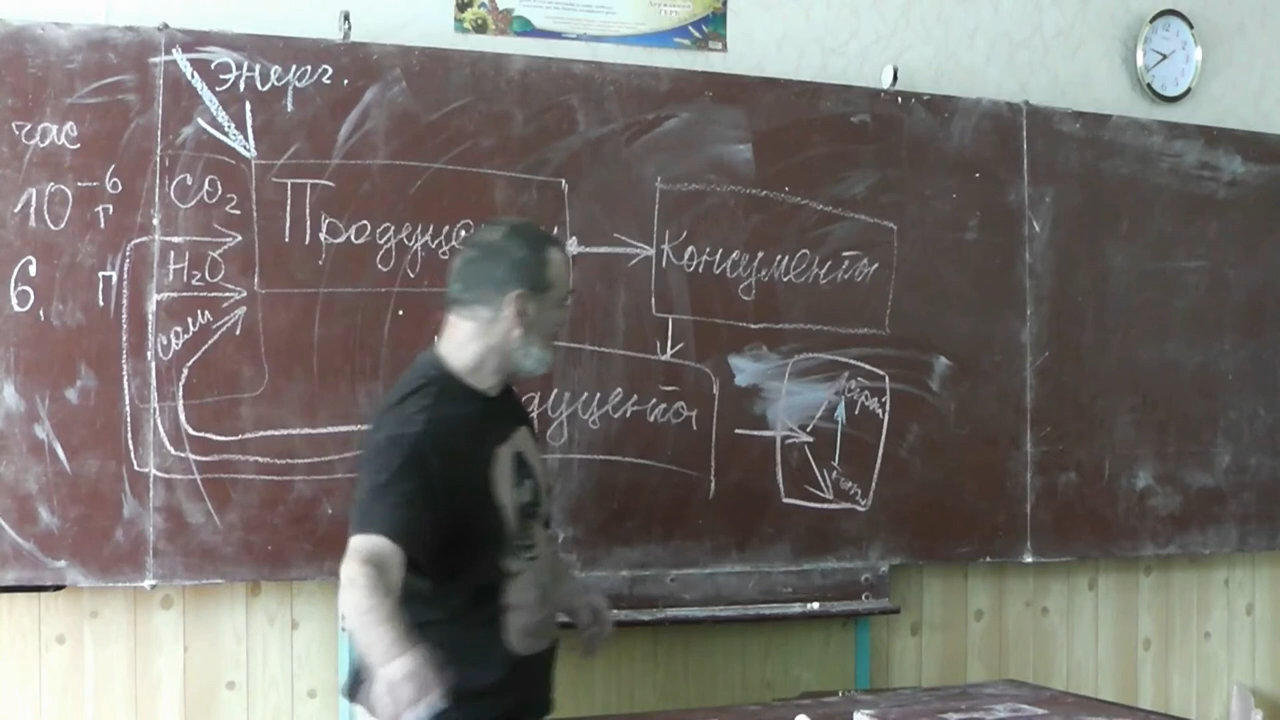 Энерг.
час
10⁻⁶ г
6, П
CO₂
H₂O
соли
Продуце
Консументы
дуценты